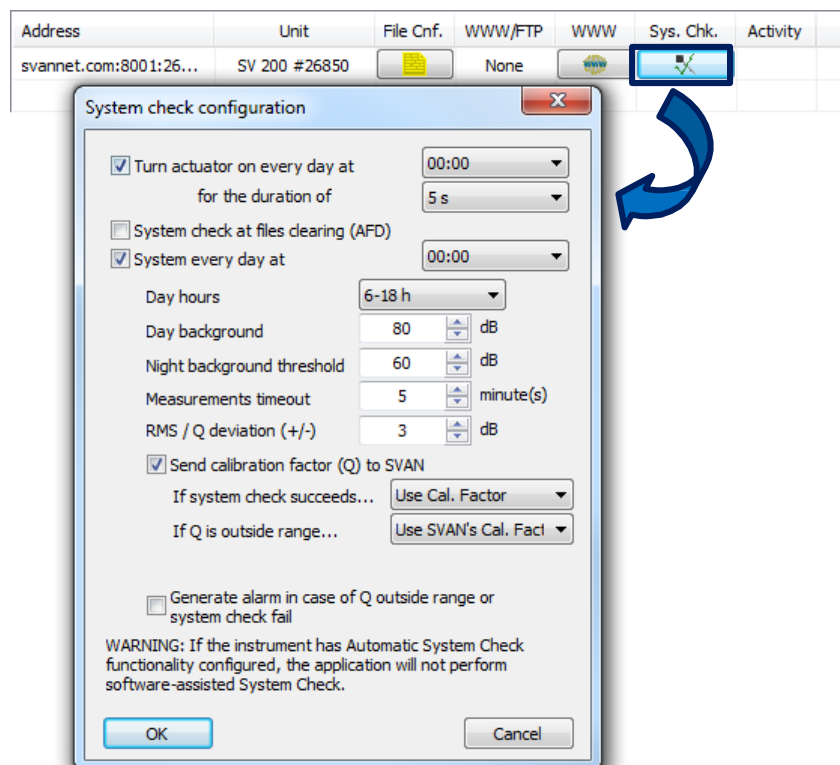 Address Unit File Cnf. WWW/FTP WWW Sys. Chk. Activity
svannet.com:8001:26... SV 200 #26850 None www
System check configuration
Turn actuator on every day at 00:00
for the duration of 5 s
System check at files clearing (AFD)
System every day at 00:00
Day hours 6-18 h
Day background 80 dB
Night background threshold 60 dB
Measurements timeout 5 minute(s)
RMS / Q deviation (+/-) 3 dB
Send calibration factor (Q) to SVAN
If system check succeeds... Use Cal. Factor
If Q is outside range... Use SVAN's Cal. Fact
Generate alarm in case of Q outside range or
system check fail
WARNING: If the instrument has Automatic System Check
functionality configured, the application will not perform
software-assisted System Check.
OK Cancel